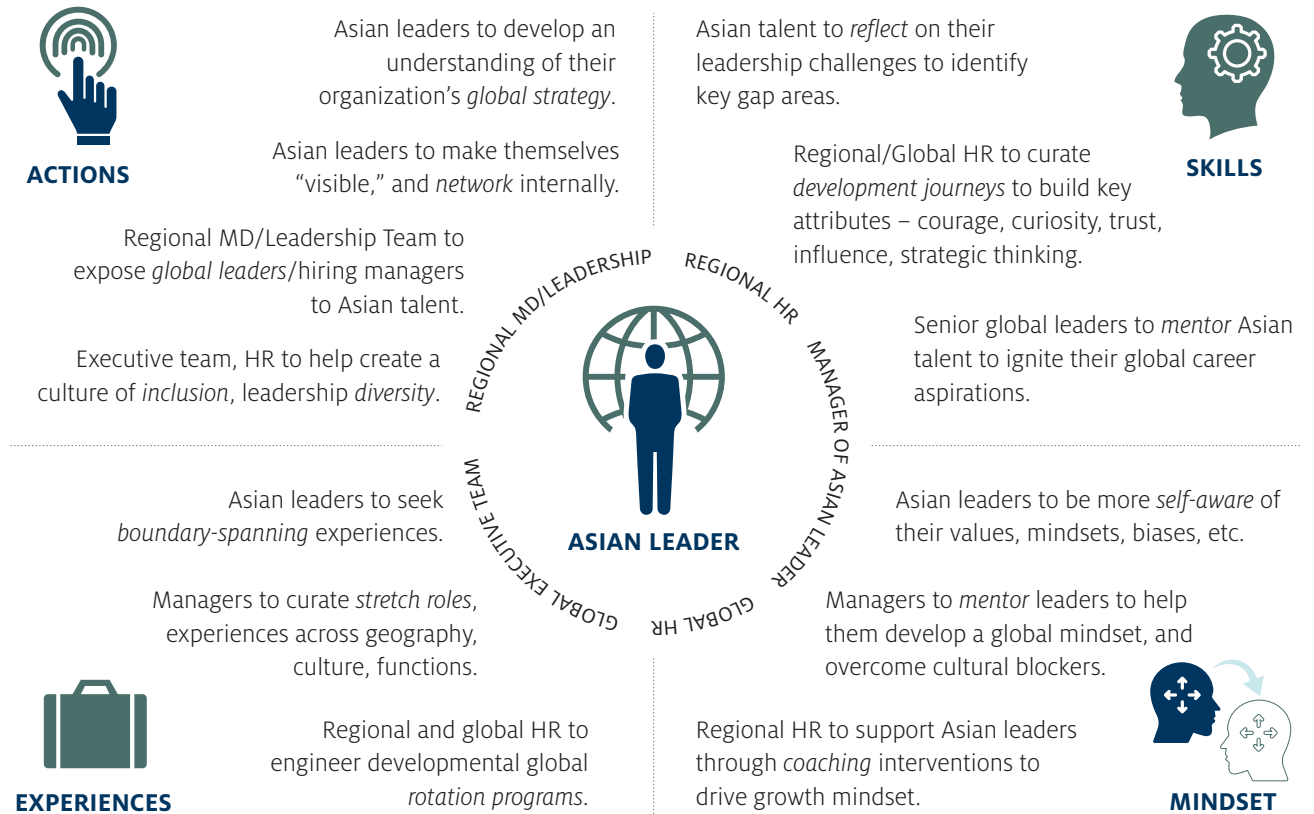 ACTIONS
Asian leaders to develop an
understanding of their
organization’s global strategy.
Asian leaders to make themselves
“visible,” and network internally.
Regional MD/Leadership Team to
expose global leaders/hiring managers
to Asian talent.
Executive team, HR to help create a
culture of inclusion, leadership diversity.
Asian talent to reflect on their
leadership challenges to identify
key gap areas.
SKILLS
Regional/Global HR to curate
development journeys to build key
attributes – courage, curiosity, trust,
influence, strategic thinking.
Senior global leaders to mentor Asian
talent to ignite their global career
aspirations.
REGIONAL MD/LEADERSHIP
REGIONAL HR
MANAGER OF ASIAN LEADER
GLOBAL HR
GLOBAL EXECUTIVE TEAM
ASIAN LEADER
Asian leaders to seek
boundary-spanning experiences.
Managers to curate stretch roles,
experiences across geography,
culture, functions.
Regional and global HR to
engineer developmental global
rotation programs.
EXPERIENCES
Asian leaders to be more self-aware of
their values, mindsets, biases, etc.
Managers to mentor leaders to help
them develop a global mindset, and
overcome cultural blockers.
Regional HR to support Asian leaders
through coaching interventions to
drive growth mindset.
MINDSET